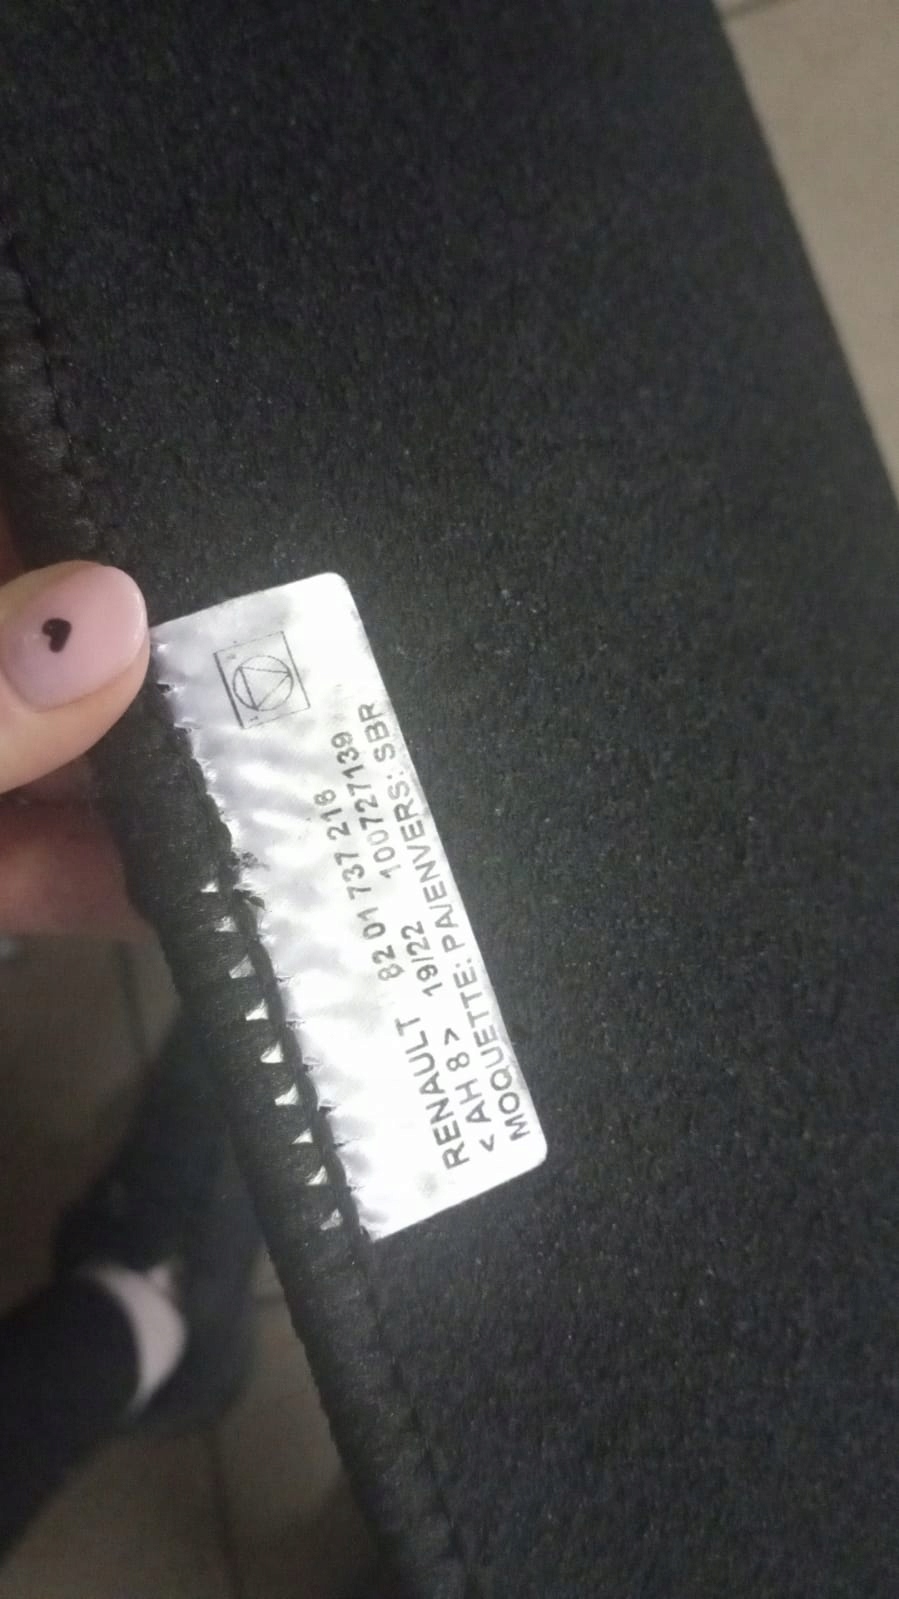 RENAULT 82 01 737 218
< AH 8 > 19/22 100727139
MOQUETTE: PA/ENVERS: SBR